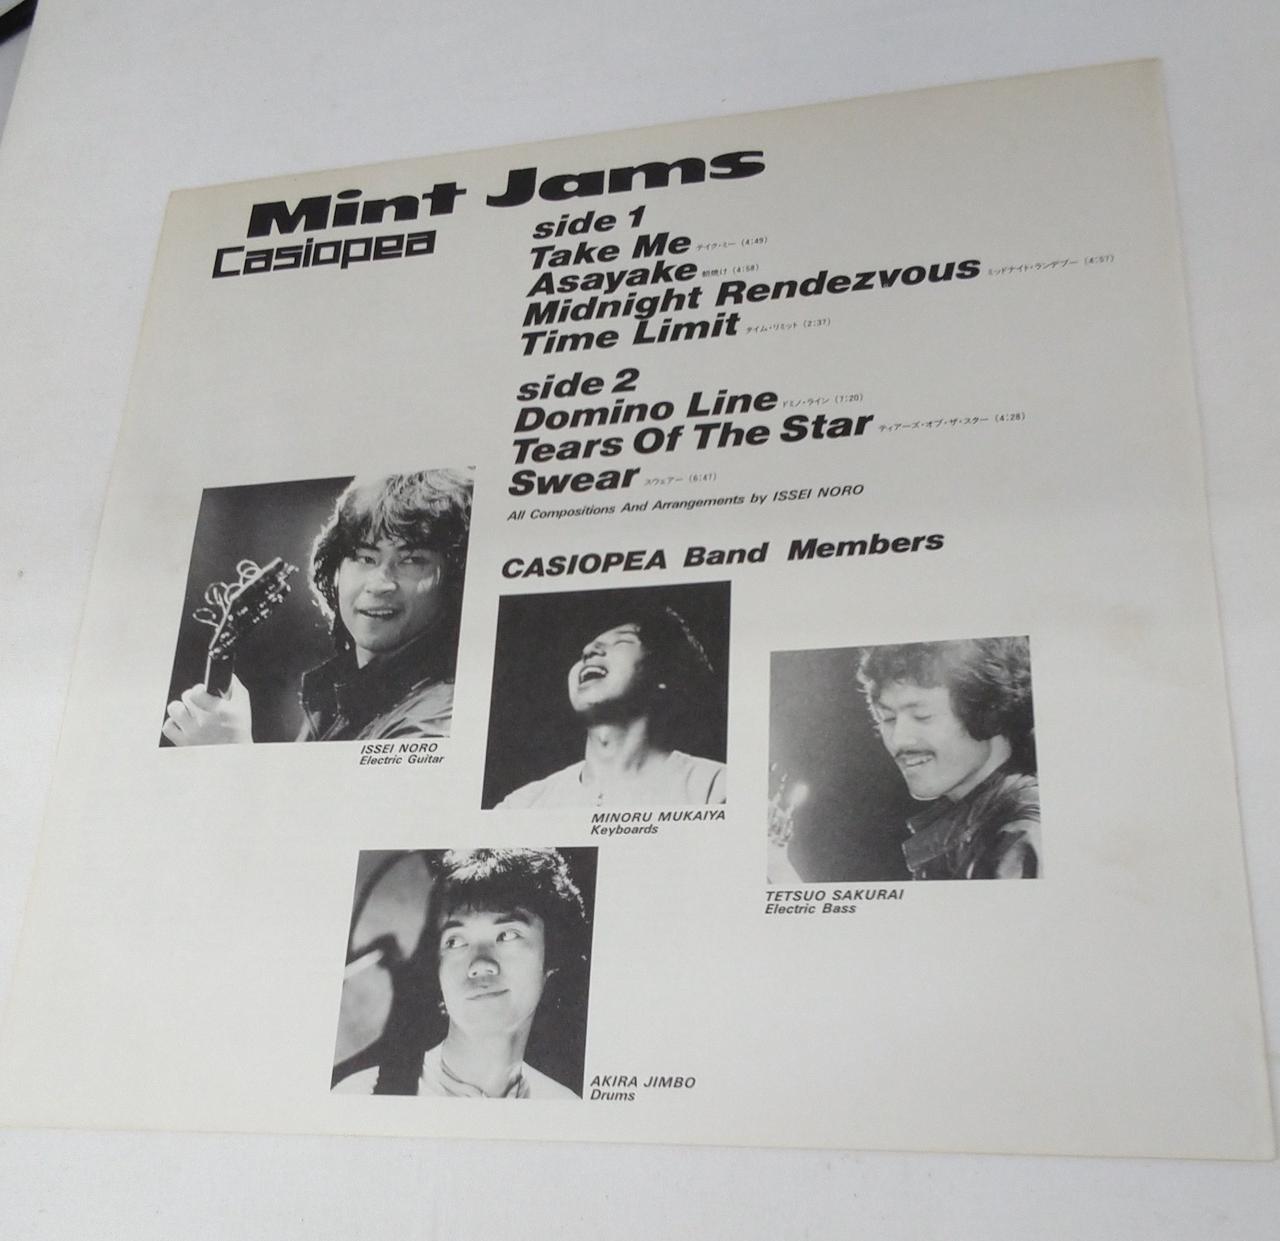 Mint Jams
Casiopea
side 1
Take Me テイク・ミー (4:49)
Asayake 朝焼け (4:58)
Midnight Rendezvous ミッドナイト・ランデブー (4:57)
Time Limit タイム・リミット (2:37)
side 2
Domino Line ドミノ・ライン (7:20)
Tears Of The Star ティアーズ・オブ・ザ・スター (4:28)
Swear スウェアー (6:47)
All Compositions And Arrangements by ISSEI NORO
CASIOPEA Band Members
ISSEI NORO
Electric Guitar
MINORU MUKAIYA
Keyboards
TETSUO SAKURAI
Electric Bass
AKIRA JIMBO
Drums